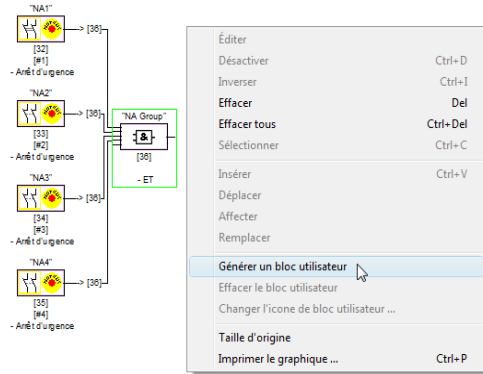 "NA1"
-> [36]
[32]
[#1]
- Arrêt d'urgence
"NA2"
-> [36]
[33]
[#2]
- Arrêt d'urgence
"NA3"
-> [36]
[34]
[#3]
- Arrêt d'urgence
"NA4"
-> [36]
[35]
[#4]
- Arrêt d'urgence
"NA Group"
&
[36]
- ET
Éditer
Désactiver Ctrl+D
Inverser Ctrl+I
Effacer Del
Effacer tous Ctrl+Del
Sélectionner Ctrl+C
Insérer Ctrl+V
Déplacer
Affecter
Remplacer
Générer un bloc utilisateur
Effacer le bloc utilisateur
Changer l'icone de bloc utilisateur ...
Taille d'origine
Imprimer le graphique ... Ctrl+P